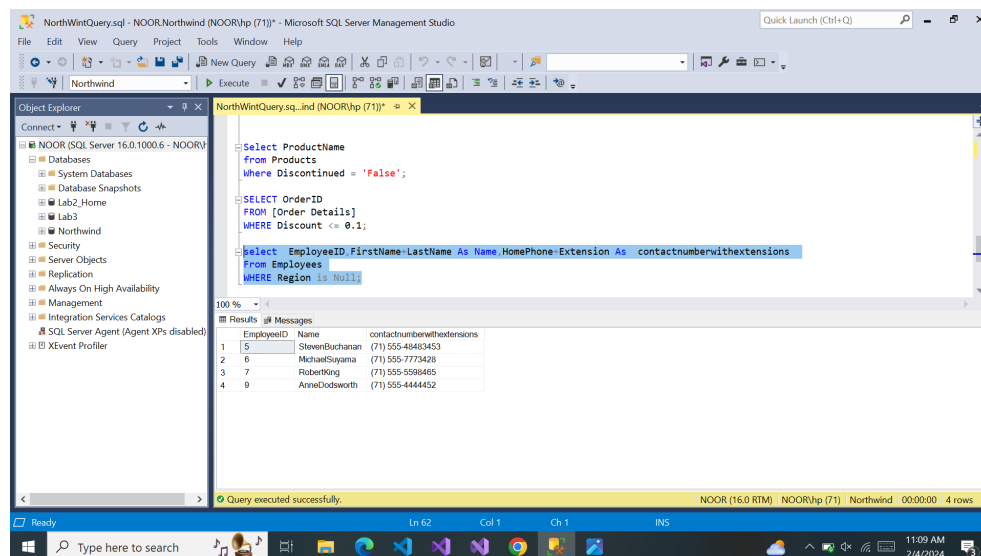 NorthWintQuery.sql - NOOR.Northwind (NOOR\hp (71))* - Microsoft SQL Server Management Studio
Quick Launch (Ctrl+Q)
File Edit View Query Project Tools Window Help
New Query
Northwind
Execute
Object Explorer
NorthWintQuery.sq...ind (NOOR\hp (71))*
Connect
NOOR (SQL Server 16.0.1000.6 - NOOR\h
Databases
System Databases
Database Snapshots
Lab2_Home
Lab3
Northwind
Security
Server Objects
Replication
Always On High Availability
Management
Integration Services Catalogs
SQL Server Agent (Agent XPs disabled)
XEvent Profiler
Select ProductName
from Products
Where Discontinued = 'False';
SELECT OrderID
FROM [Order Details]
WHERE Discount <= 0.1;
select EmployeeID,FirstName+LastName As Name,HomePhone+Extension As contactnumberwithextensions
From Employees
WHERE Region is Null;
100 %
Results Messages
EmployeeID Name contactnumberwithextensions
1 5 StevenBuchanan (71) 555-48483453
2 6 MichaelSuyama (71) 555-7773428
3 7 RobertKing (71) 555-5598465
4 9 AnneDodsworth (71) 555-4444452
Query executed successfully.
NOOR (16.0 RTM) NOOR\hp (71) Northwind 00:00:00 4 rows
Ready Ln 62 Col 1 Ch 1 INS
Type here to search
11:09 AM
2/4/2024
3